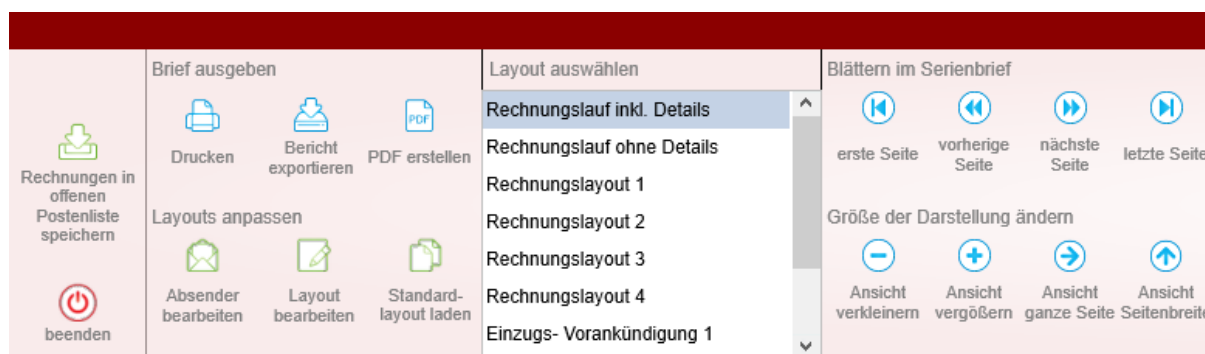 Rechnungen in
offenen
Postenliste
speichern
beenden
Brief ausgeben
Drucken
Bericht
exportieren
PDF
PDF erstellen
Layouts anpassen
Absender
bearbeiten
Layout
bearbeiten
Standard-
layout laden
Layout auswählen
Rechnungslauf inkl. Details
Rechnungslauf ohne Details
Rechnungslayout 1
Rechnungslayout 2
Rechnungslayout 3
Rechnungslayout 4
Einzugs- Vorankündigung 1
Blättern im Serienbrief
erste Seite
vorherige
Seite
nächste
Seite
letzte Seite
Größe der Darstellung ändern
Ansicht
verkleinern
Ansicht
vergößern
Ansicht
ganze Seite
Ansicht
Seitenbreite